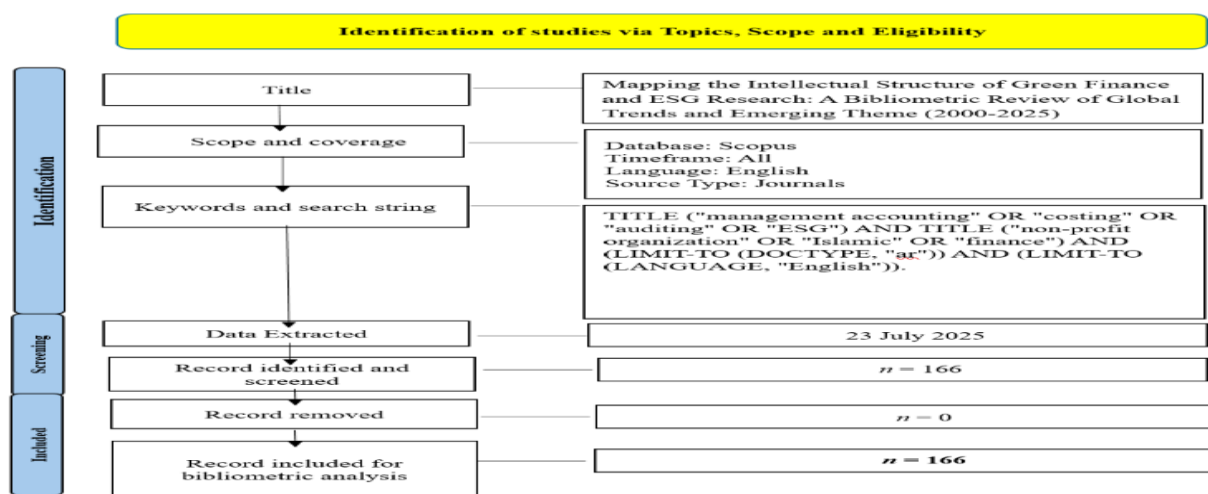 Identification of studies via Topics, Scope and Eligibility
Identification
Title
Mapping the Intellectual Structure of Green Finance
and ESG Research: A Bibliometric Review of Global
Trends and Emerging Theme (2000-2025)
Scope and coverage
Database: Scopus
Timeframe: All
Language: English
Source Type: Journals
Keywords and search string
TITLE ("management accounting" OR "costing" OR
"auditing" OR "ESG") AND TITLE ("non-profit
organization" OR "Islamic" OR "finance") AND
(LIMIT-TO (DOCTYPE, "ar")) AND (LIMIT-TO
(LANGUAGE, "English")).
Screening
Data Extracted
23 July 2025
Record identified and
screened
n = 166
Included
Record removed
n = 0
Record included for
bibliometric analysis
n = 166